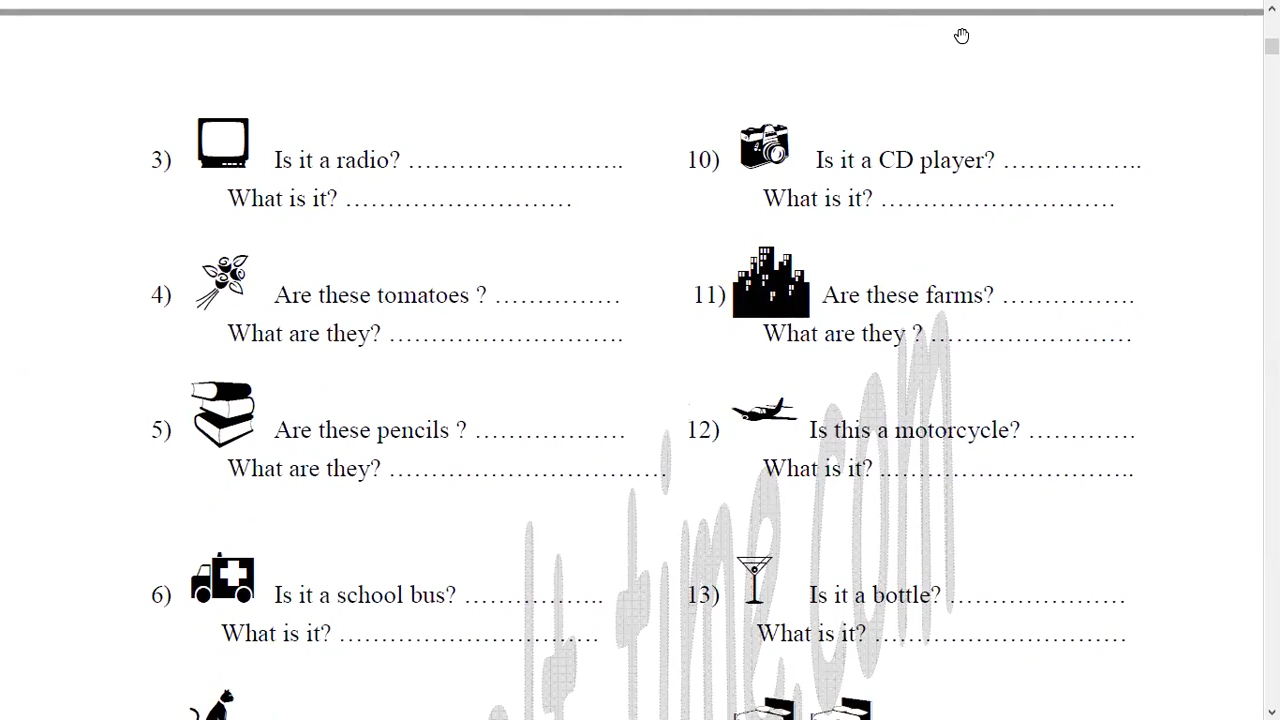 3) Is it a radio? ……………………..
What is it? ………………………
4) Are these tomatoes ? ……………
What are they? ……………………….
5) Are these pencils ? ………………
What are they? …………………………….
6) Is it a school bus? ……………….
What is it? …………………………..
10) Is it a CD player? ……………..
What is it? ……………………….
11) Are these farms? …………….
What are they ? ……………………
12) Is this a motorcycle? ………….
What is it? ………………………….
13) Is it a bottle? …………………
What is it? …………………………
time.com